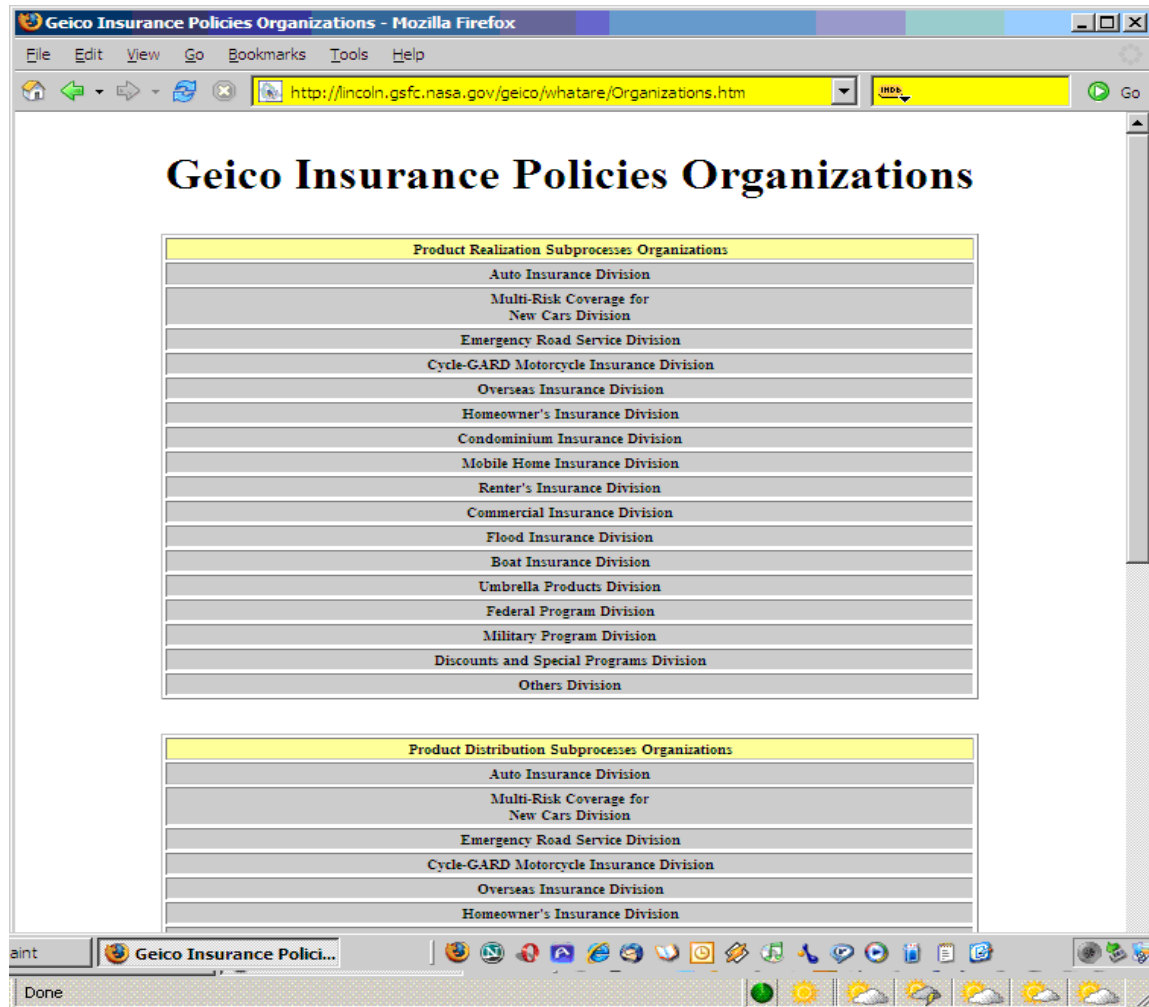 Geico Insurance Policies Organizations - Mozilla Firefox
File Edit View Go Bookmarks Tools Help
http://lincoln.gsfc.nasa.gov/geico/whatare/Organizations.htm IMDb Go
Geico Insurance Policies Organizations
Product Realization Subprocesses Organizations
Auto Insurance Division
Multi-Risk Coverage for
New Cars Division
Emergency Road Service Division
Cycle-GARD Motorcycle Insurance Division
Overseas Insurance Division
Homeowner's Insurance Division
Condominium Insurance Division
Mobile Home Insurance Division
Renter's Insurance Division
Commercial Insurance Division
Flood Insurance Division
Boat Insurance Division
Umbrella Products Division
Federal Program Division
Military Program Division
Discounts and Special Programs Division
Others Division
Product Distribution Subprocesses Organizations
Auto Insurance Division
Multi-Risk Coverage for
New Cars Division
Emergency Road Service Division
Cycle-GARD Motorcycle Insurance Division
Overseas Insurance Division
Homeowner's Insurance Division
aint Geico Insurance Polici...
Done